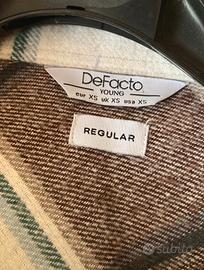 DeFacto
YOUNG
eur XS uk XS usa XS
REGULAR
subito